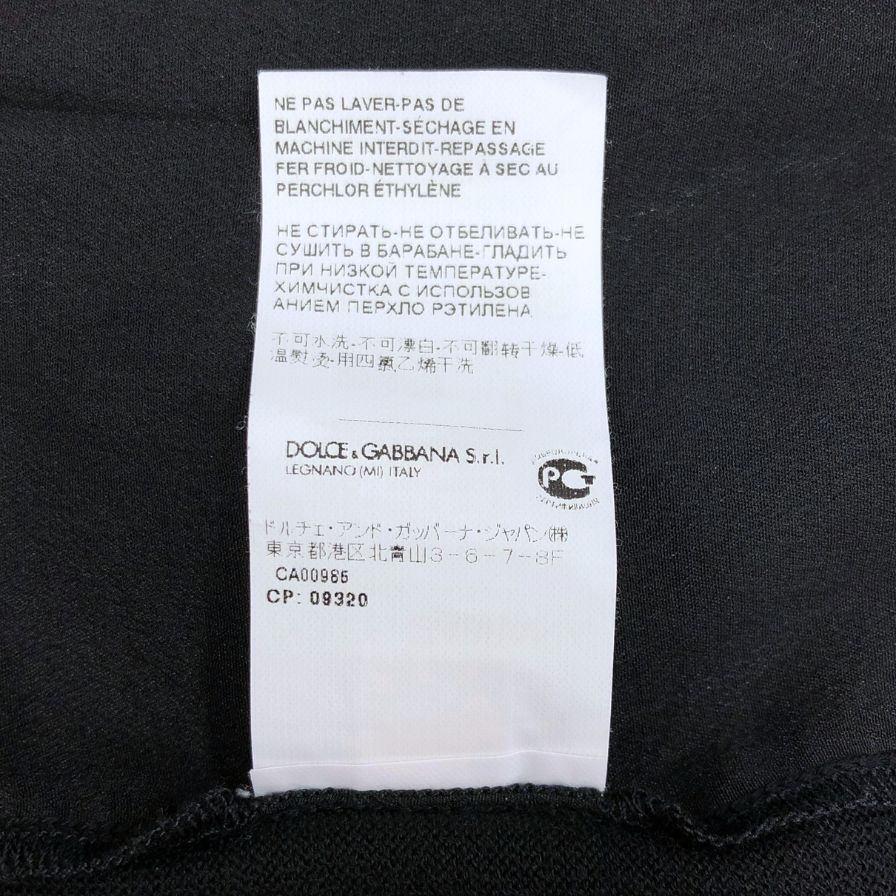 NE PAS LAVER-PAS DE
BLANCHIMENT-SÉCHAGE EN
MACHINE INTERDIT-REPASSAGE
FER FROID-NETTOYAGE À SEC AU
PERCHLOR ÉTHYLÈNE
НЕ СТИРАТЬ-НЕ ОТБЕЛИВАТЬ-НЕ
СУШИТЬ В БАРАБАНЕ-ГЛАДИТЬ
ПРИ НИЗКОЙ ТЕМПЕРАТУРЕ-
ХИМЧИСТКА С ИСПОЛЬЗОВ
АНИЕМ ПЕРХЛО РЭТИЛЕНА
不可水洗-不可漂白-不可翻转干燥-低
温熨烫-用四氯乙烯干洗
DOLCE & GABBANA S.r.l.
LEGNANO (MI) ITALY
ドルチェ・アンド・ガッバーナ・ジャパン(株)
東京都港区北青山3-6-7-8F
CA00985
CP: 09320